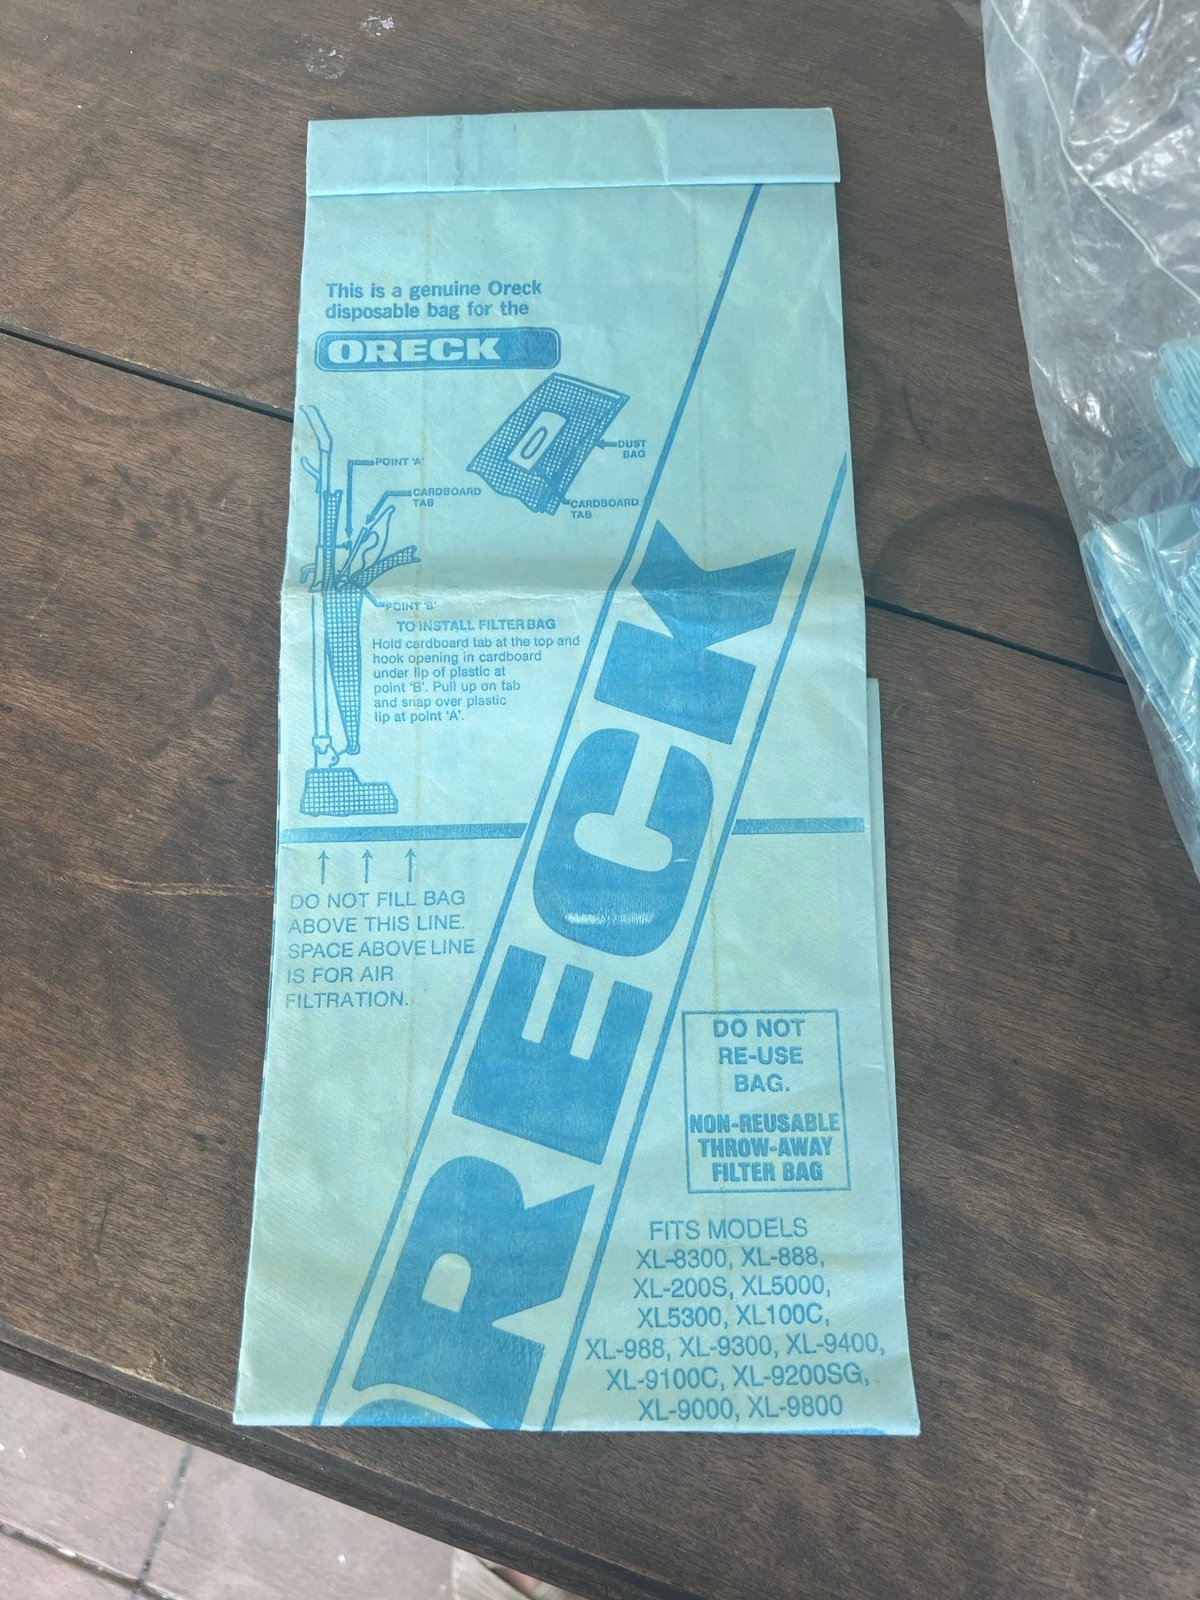 This is a genuine Oreck
disposable bag for the
ORECK
DUST
BAG
POINT 'A'
CARDBOARD
TAB
CARDBOARD
TAB
POINT 'B'
TO INSTALL FILTER BAG
Hold cardboard tab at the top and
hook opening in cardboard
under lip of plastic at
point 'B'. Pull up on tab
and snap over plastic
lip at point 'A'.
DO NOT FILL BAG
ABOVE THIS LINE.
SPACE ABOVE LINE
IS FOR AIR
FILTRATION.
ORECK
DO NOT
RE-USE
BAG.
NON-REUSABLE
THROW-AWAY
FILTER BAG
FITS MODELS
XL-8300, XL-888,
XL-200S, XL5000,
XL5300, XL100C,
XL-988, XL-9300, XL-9400,
XL-9100C, XL-9200SG,
XL-9000, XL-9800